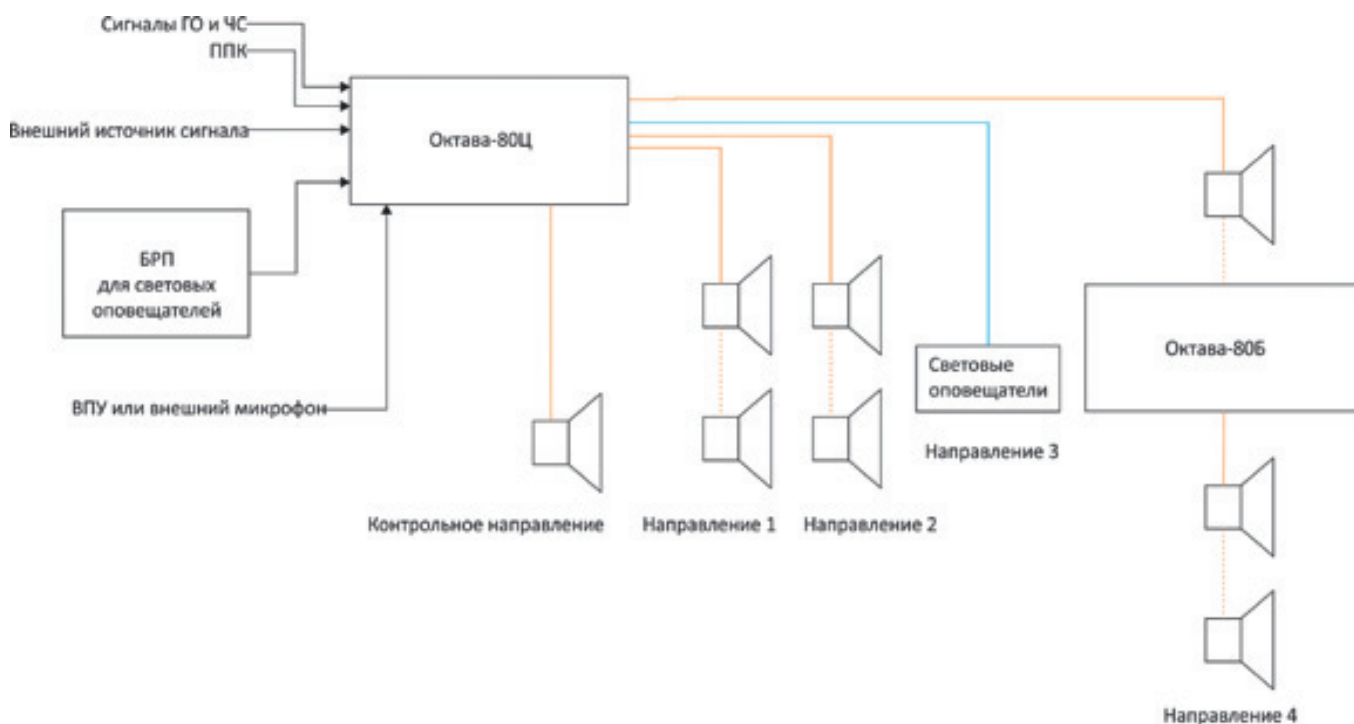 Сигналы ГО и ЧС
ППК
Внешний источник сигнала
Октава-80Ц
БРП
для световых
оповещателей
ВПУ или внешний микрофон
Октава-80Б
Световые
оповещатели
Направление 3
Контрольное направление
Направление 1
Направление 2
Направление 4